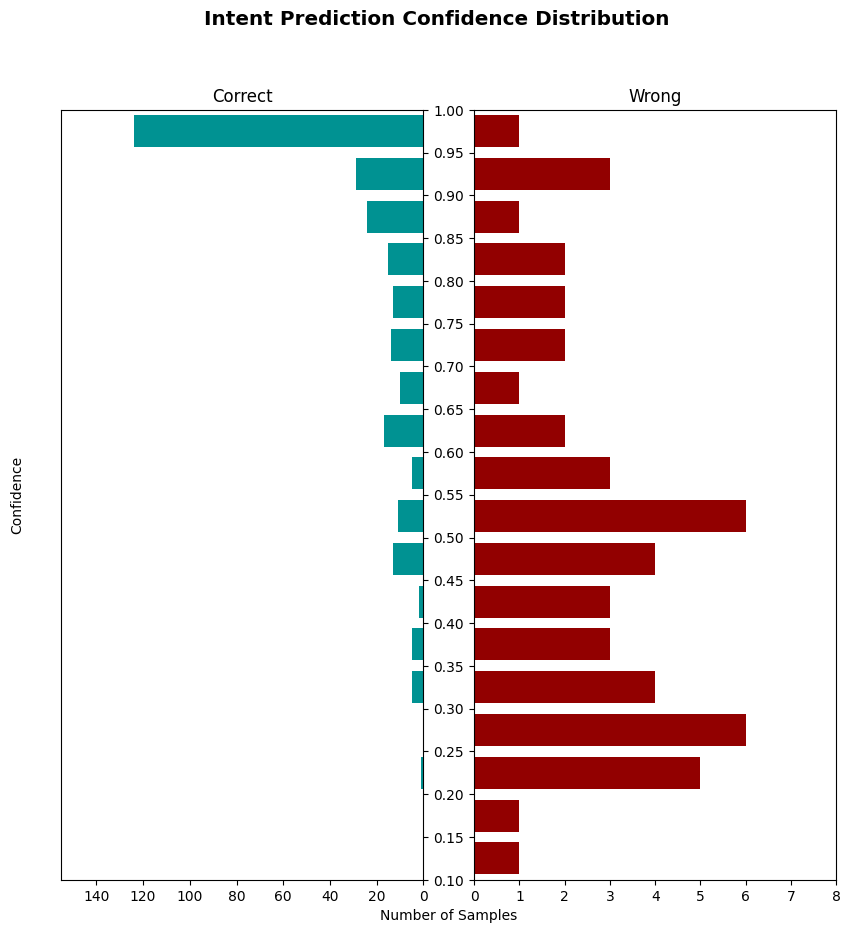 Intent Prediction Confidence Distribution
Correct
Wrong
1.00
0.95
0.90
0.85
0.80
0.75
0.70
0.65
0.60
0.55
0.50
0.45
0.40
0.35
0.30
0.25
0.20
0.15
0.10
Confidence
140 120 100 80 60 40 20 0
0 1 2 3 4 5 6 7 8
Number of Samples